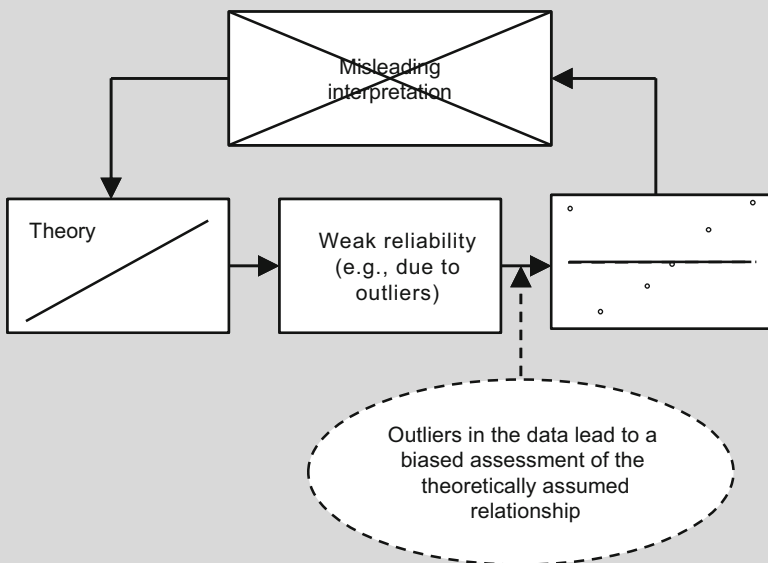 Misleading
interpretation
Theory
Weak reliability
(e.g., due to
outliers)
Outliers in the data lead to a
biased assessment of the
theoretically assumed
relationship